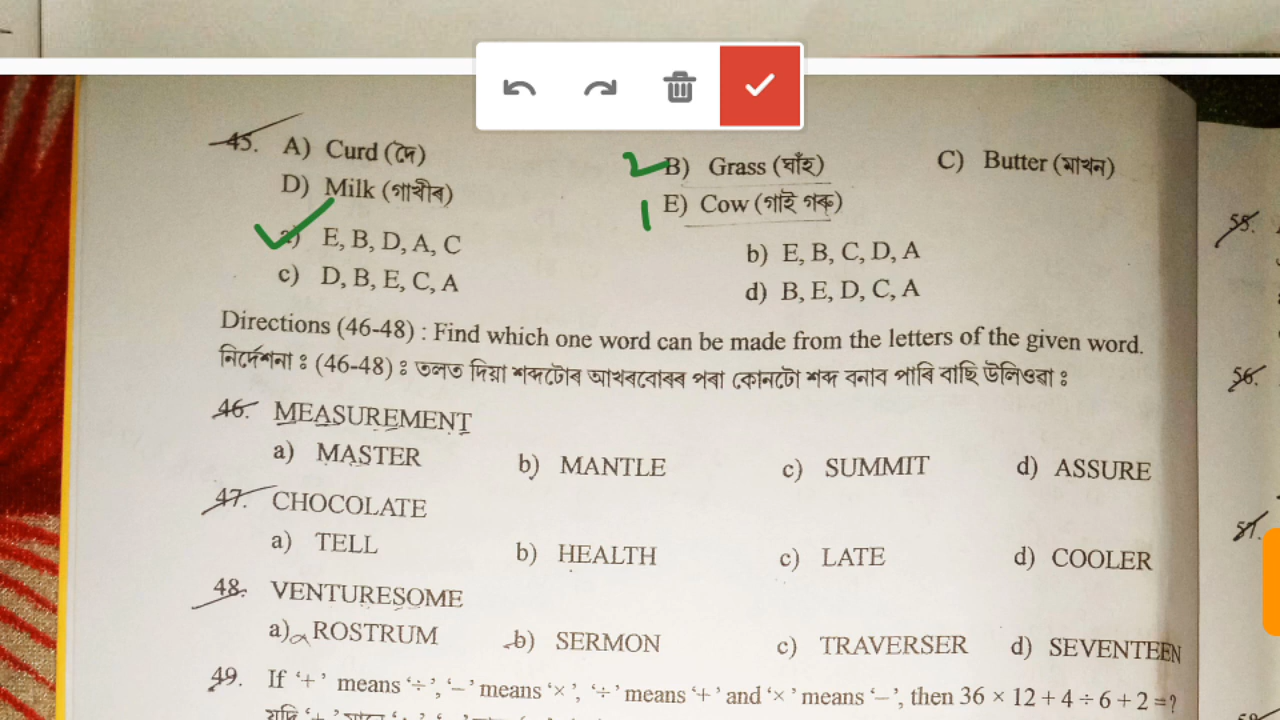 45. A) Curd (দৈ) B) Grass (ঘাঁহ) C) Butter (মাখন)
D) Milk (গাখীৰ) E) Cow (গাই গৰু)
a) E, B, D, A, C b) E, B, C, D, A
c) D, B, E, C, A d) B, E, D, C, A
Directions (46-48) : Find which one word can be made from the letters of the given word.
নিৰ্দেশনা ঃ (46-48) ঃ তলত দিয়া শব্দটোৰ আখৰবোৰৰ পৰা কোনটো শব্দ বনাব পাৰি বাছি উলিওৱা ঃ
46. MEASUREMENT
a) MASTER b) MANTLE c) SUMMIT d) ASSURE
47. CHOCOLATE
a) TELL b) HEALTH c) LATE d) COOLER
48. VENTURESOME
a) ROSTRUM b) SERMON c) TRAVERSER d) SEVENTEEN
49. If ‘+’ means ‘÷’, ‘–’ means ‘×’, ‘÷’ means ‘+’ and ‘×’ means ‘–’, then 36 × 12 + 4 ÷ 6 + 2 = ?
55.
56.
57.